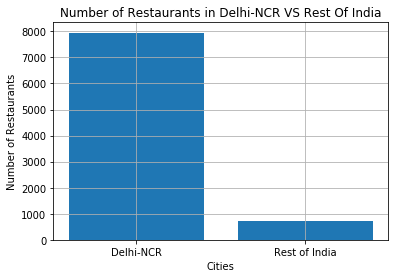 Number of Restaurants in Delhi-NCR VS Rest Of India
8000
7000
6000
5000
4000
3000
2000
1000
0
Number of Restaurants
Delhi-NCR
Rest of India
Cities